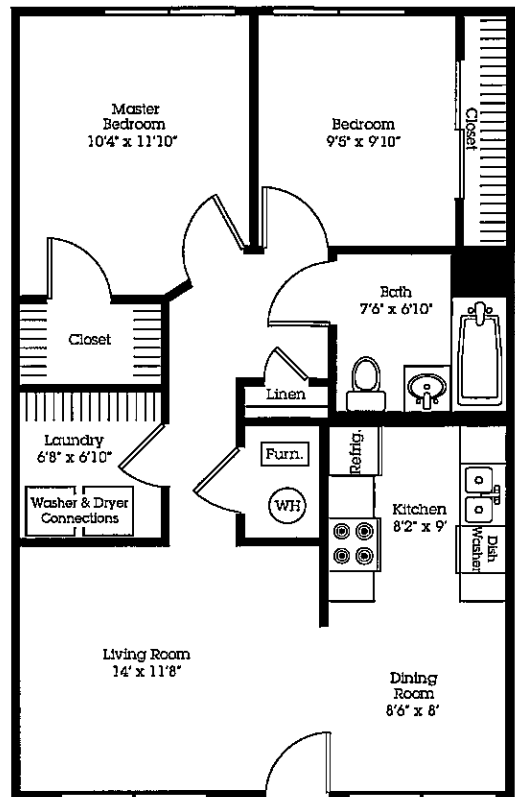 Master
Bedroom
10'4" x 11'10"
Bedroom
9'5" x 9'10"
Closet
Bath
7'6" x 6'10"
Closet
Linen
Laundry
6'8" x 6'10"
Washer & Dryer
Connections
Furn.
WH
Refrig.
Kitchen
8'2" x 9'
Dish
Washer
Living Room
14' x 11'8"
Dining
Room
8'6" x 8'